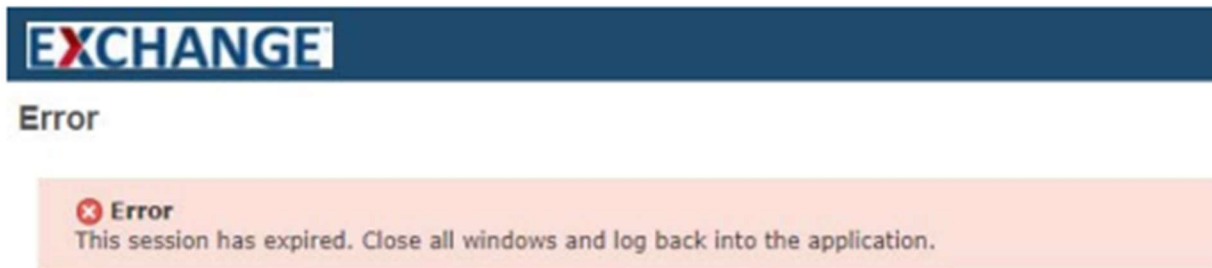 EXCHANGE
Error
Error
This session has expired. Close all windows and log back into the application.